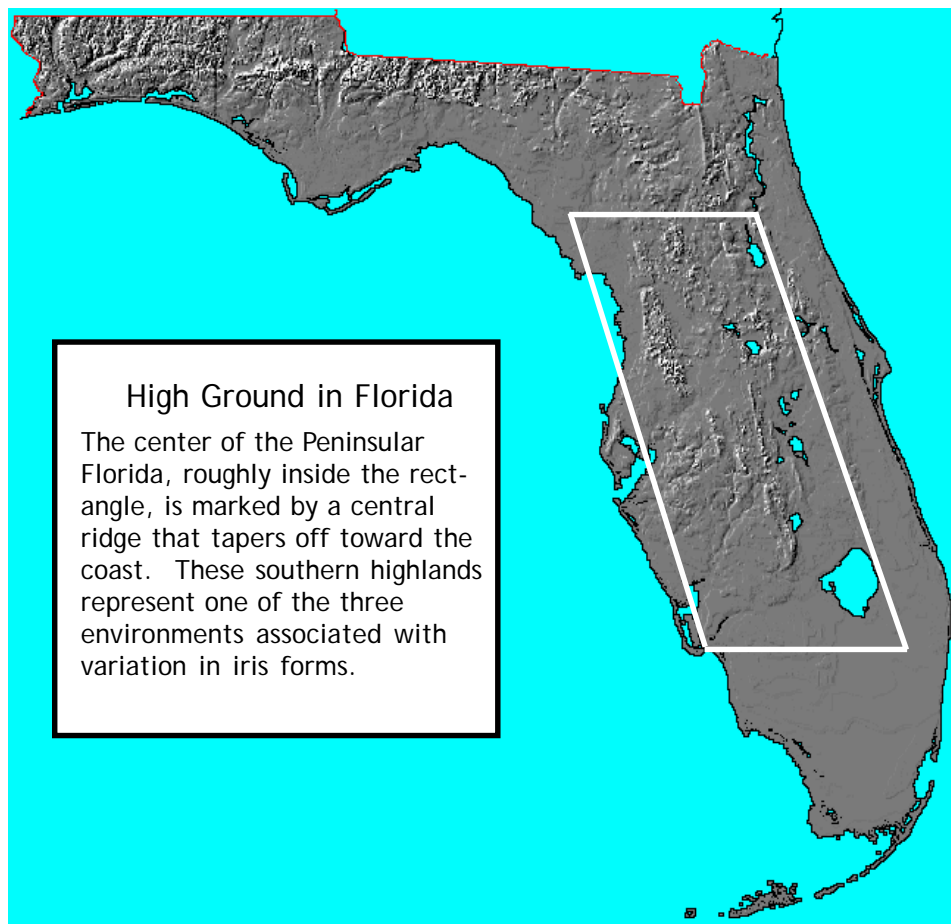 High Ground in Florida
The center of the Peninsular
Florida, roughly inside the rect-
angle, is marked by a central
ridge that tapers off toward the
coast.  These southern highlands
represent one of the three
environments associated with
variation in iris forms.